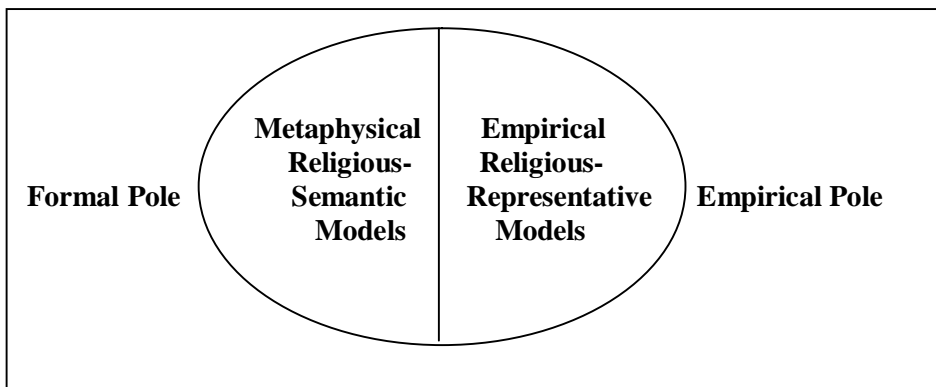 Metaphysical
Religious-
Semantic
Models
Empirical
Religious-
Representative
Models
Formal Pole
Empirical Pole